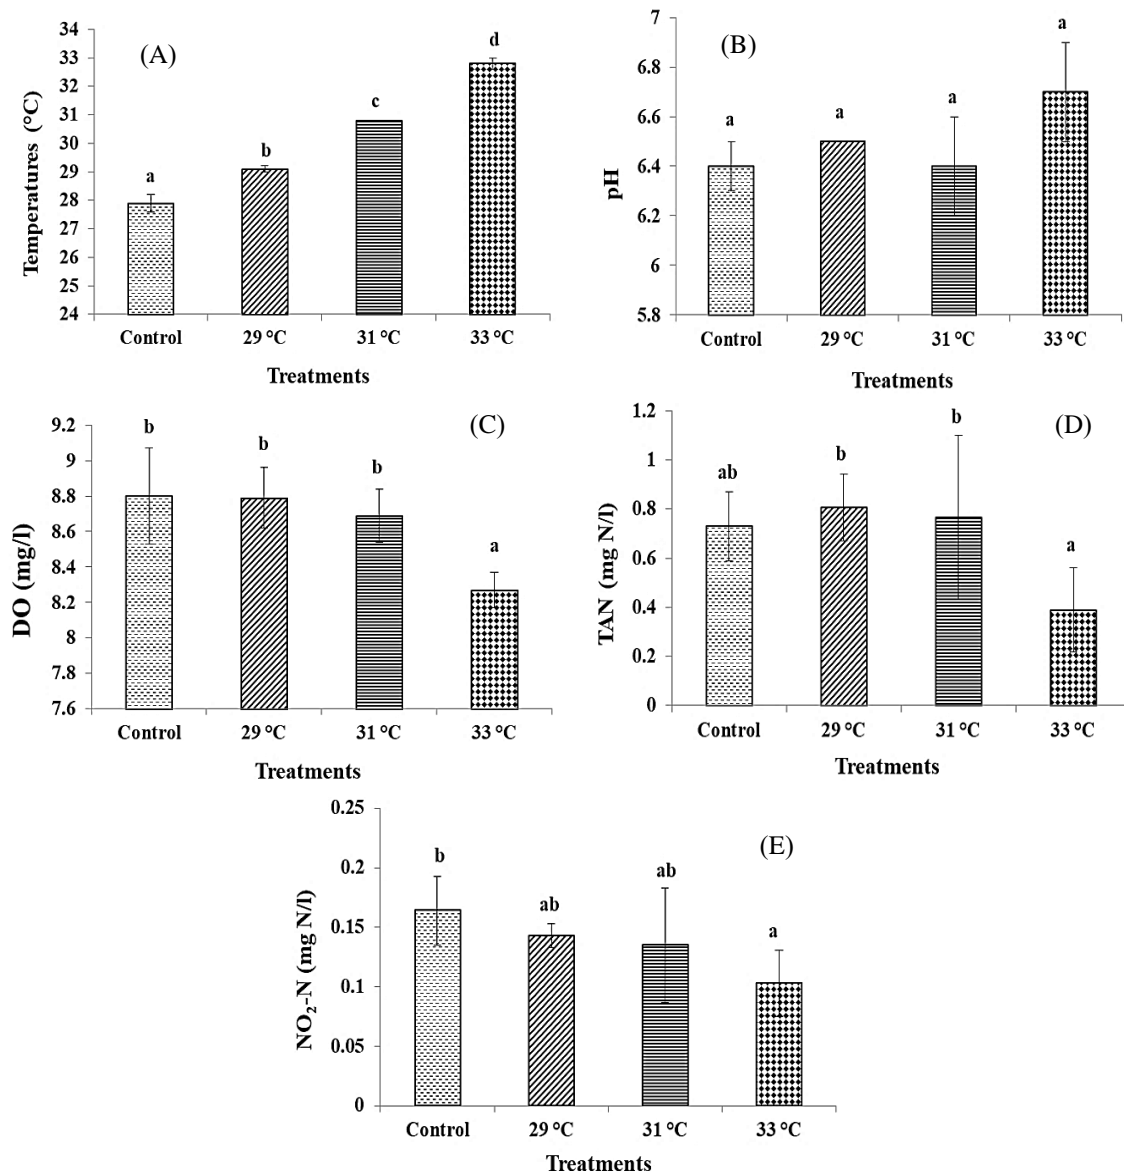 (A)
Temperatures (°C)
34
33
32
31
30
29
28
27
26
25
24
a
b
c
d
Control 29 °C 31 °C 33 °C
Treatments
(B)
pH
7
6.8
6.6
6.4
6.2
6
5.8
a
a
a
a
Control 29 °C 31 °C 33 °C
Treatments
(C)
DO (mg/l)
9.2
9
8.8
8.6
8.4
8.2
8
7.8
7.6
b
b
b
a
Control 29 °C 31 °C 33 °C
Treatments
(D)
TAN (mg N/l)
1.2
1
0.8
0.6
0.4
0.2
0
ab
b
b
a
Control 29 °C 31 °C 33 °C
Treatments
(E)
NO₂-N (mg N/l)
0.25
0.2
0.15
0.1
0.05
0
b
ab
ab
a
Control 29 °C 31 °C 33 °C
Treatments